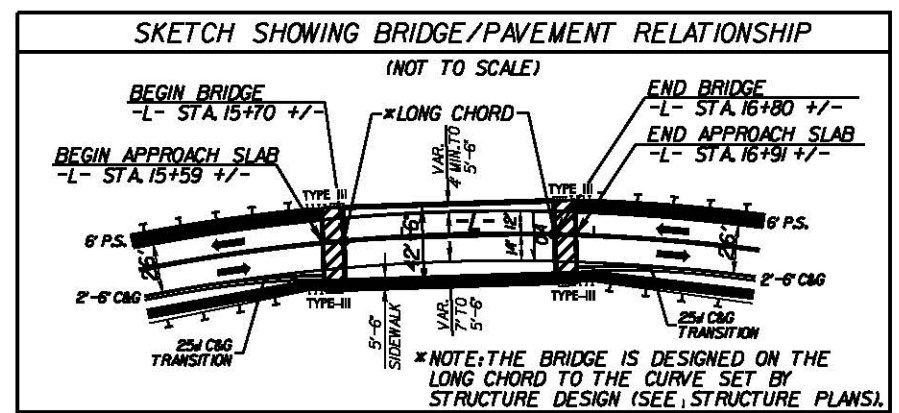 SKETCH SHOWING BRIDGE/PAVEMENT RELATIONSHIP
(NOT TO SCALE)
BEGIN BRIDGE
-L- STA. 15+70 +/-
*LONG CHORD
END BRIDGE
-L- STA. 16+80 +/-
BEGIN APPROACH SLAB
-L- STA. 15+59 +/-
END APPROACH SLAB
-L- STA. 16+91 +/-
VAR.
4' MIN. TO
5'-6"
TYPE III
TYPE III
6' P.S.
6' P.S.
26'
26'
42'-6"
-L-
12'
14'
2'-6" C&G
2'-6" C&G
TYPE-III
TYPE-III
25' C&G
TRANSITION
25' C&G
TRANSITION
5'-6"
SIDEWALK
VAR.
7' TO
5'-6"
*NOTE: THE BRIDGE IS DESIGNED ON THE
LONG CHORD TO THE CURVE SET BY
STRUCTURE DESIGN (SEE, STRUCTURE PLANS).